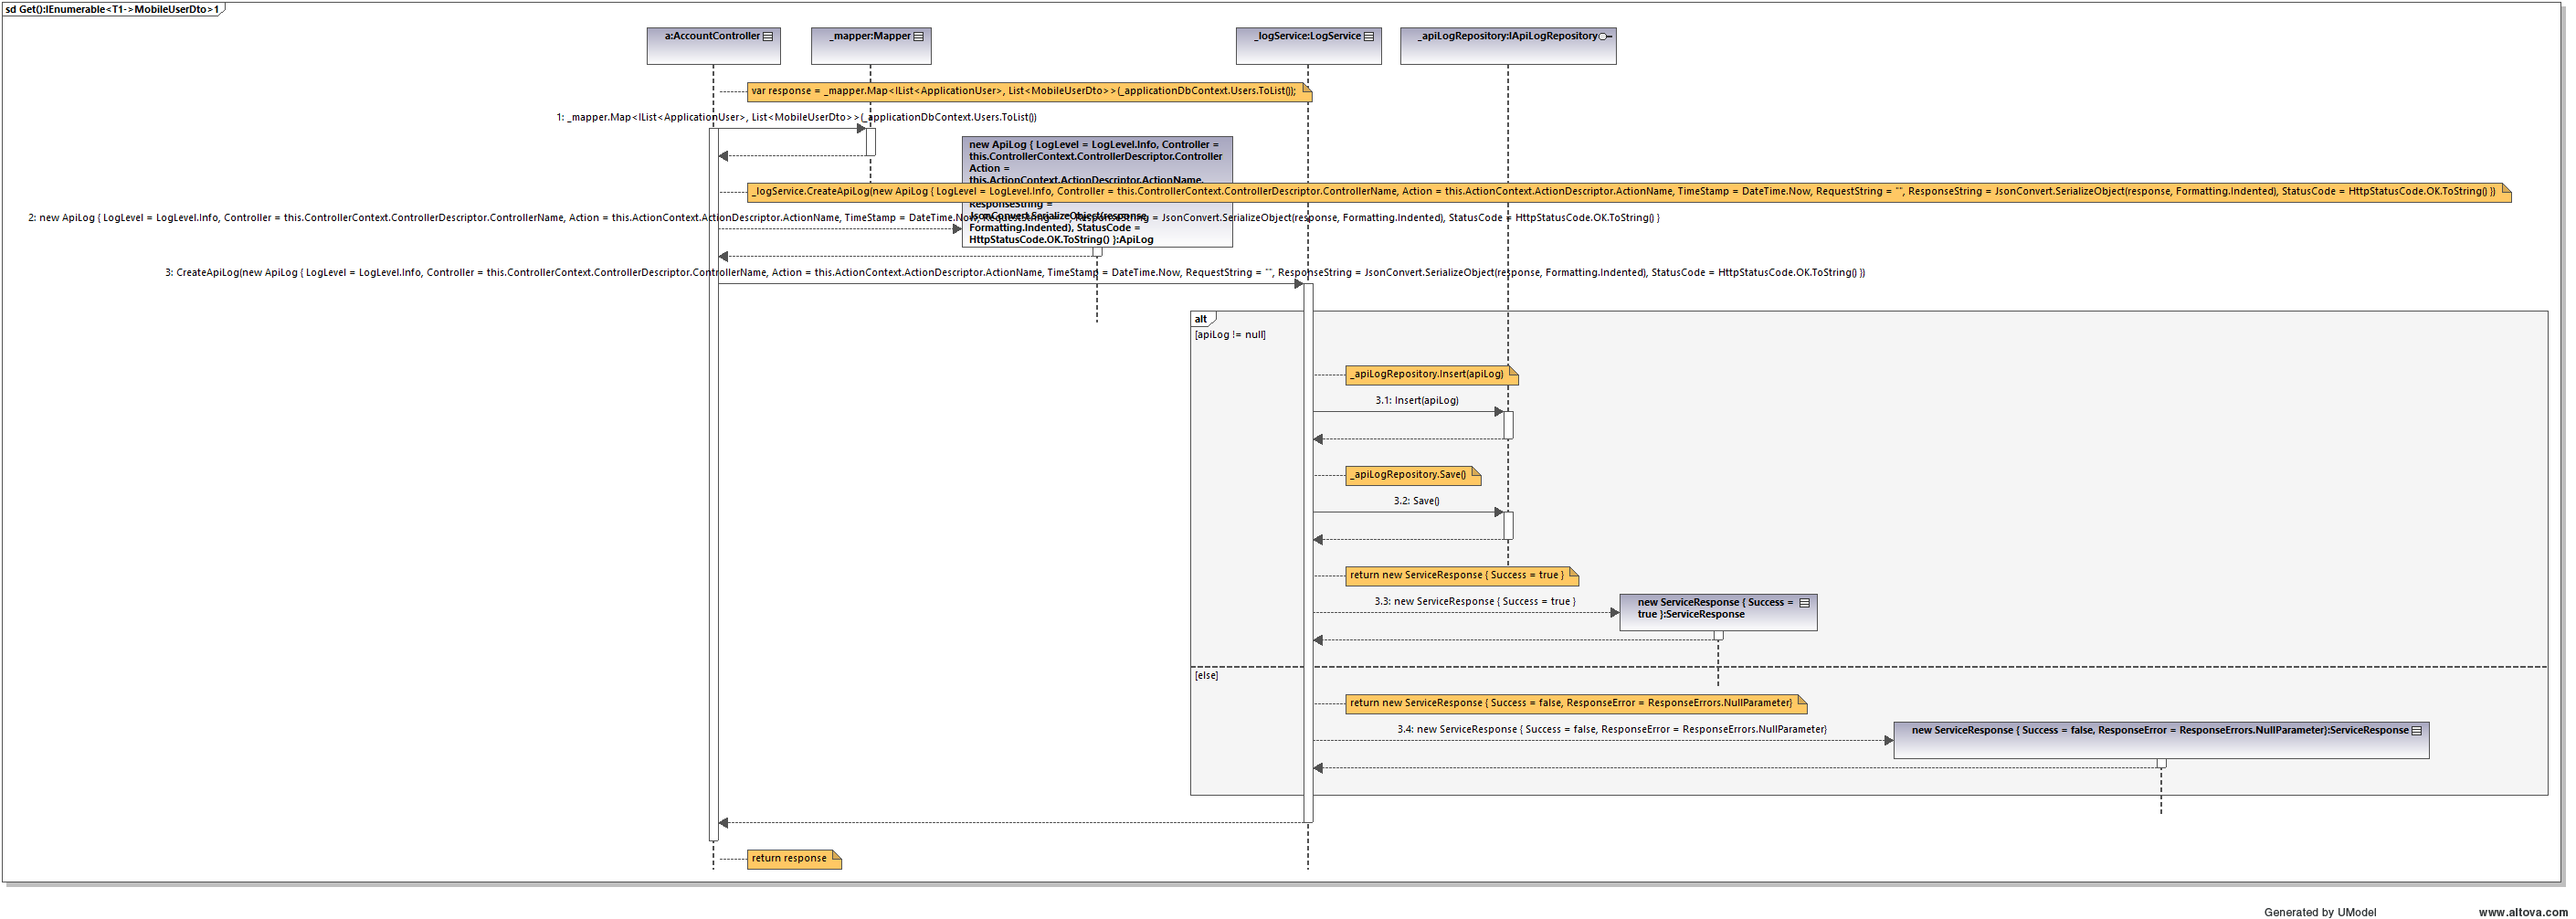 sd Get():IEnumerable<T1->MobileUserDto>1
a:AccountController
_mapper:Mapper
_logService:LogService
_apiLogRepository:IApiLogRepository
var response = _mapper.Map<IList<ApplicationUser>, List<MobileUserDto>>(_applicationDbContext.Users.ToList());
1: _mapper.Map<IList<ApplicationUser>, List<MobileUserDto>>(_applicationDbContext.Users.ToList())
new ApiLog { LogLevel = LogLevel.Info, Controller =
this.ControllerContext.ControllerDescriptor.Controller
Action =
this.ActionContext.ActionDescriptor.ActionName,
_logService.CreateApiLog(new ApiLog { LogLevel = LogLevel.Info, Controller = this.ControllerContext.ControllerDescriptor.ControllerName, Action = this.ActionContext.ActionDescriptor.ActionName, TimeStamp = DateTime.Now, RequestString = "", ResponseString = JsonConvert.SerializeObject(response, Formatting.Indented), StatusCode = HttpStatusCode.OK.ToString() })
ResponseString =
JsonConvert.SerializeObject(response,
Formatting.Indented), StatusCode =
HttpStatusCode.OK.ToString() }:ApiLog
2: new ApiLog { LogLevel = LogLevel.Info, Controller = this.ControllerContext.ControllerDescriptor.ControllerName, Action = this.ActionContext.ActionDescriptor.ActionName, TimeStamp = DateTime.Now, RequestString = "", ResponseString = JsonConvert.SerializeObject(response, Formatting.Indented), StatusCode = HttpStatusCode.OK.ToString() }
3: CreateApiLog(new ApiLog { LogLevel = LogLevel.Info, Controller = this.ControllerContext.ControllerDescriptor.ControllerName, Action = this.ActionContext.ActionDescriptor.ActionName, TimeStamp = DateTime.Now, RequestString = "", ResponseString = JsonConvert.SerializeObject(response, Formatting.Indented), StatusCode = HttpStatusCode.OK.ToString() })
alt
[apiLog != null]
_apiLogRepository.Insert(apiLog)
3.1: Insert(apiLog)
_apiLogRepository.Save()
3.2: Save()
return new ServiceResponse { Success = true }
3.3: new ServiceResponse { Success = true }
new ServiceResponse { Success =
true }:ServiceResponse
[else]
return new ServiceResponse { Success = false, ResponseError = ResponseErrors.NullParameter}
3.4: new ServiceResponse { Success = false, ResponseError = ResponseErrors.NullParameter}
new ServiceResponse { Success = false, ResponseError = ResponseErrors.NullParameter}:ServiceResponse
return response
Generated by UModel
www.altova.com